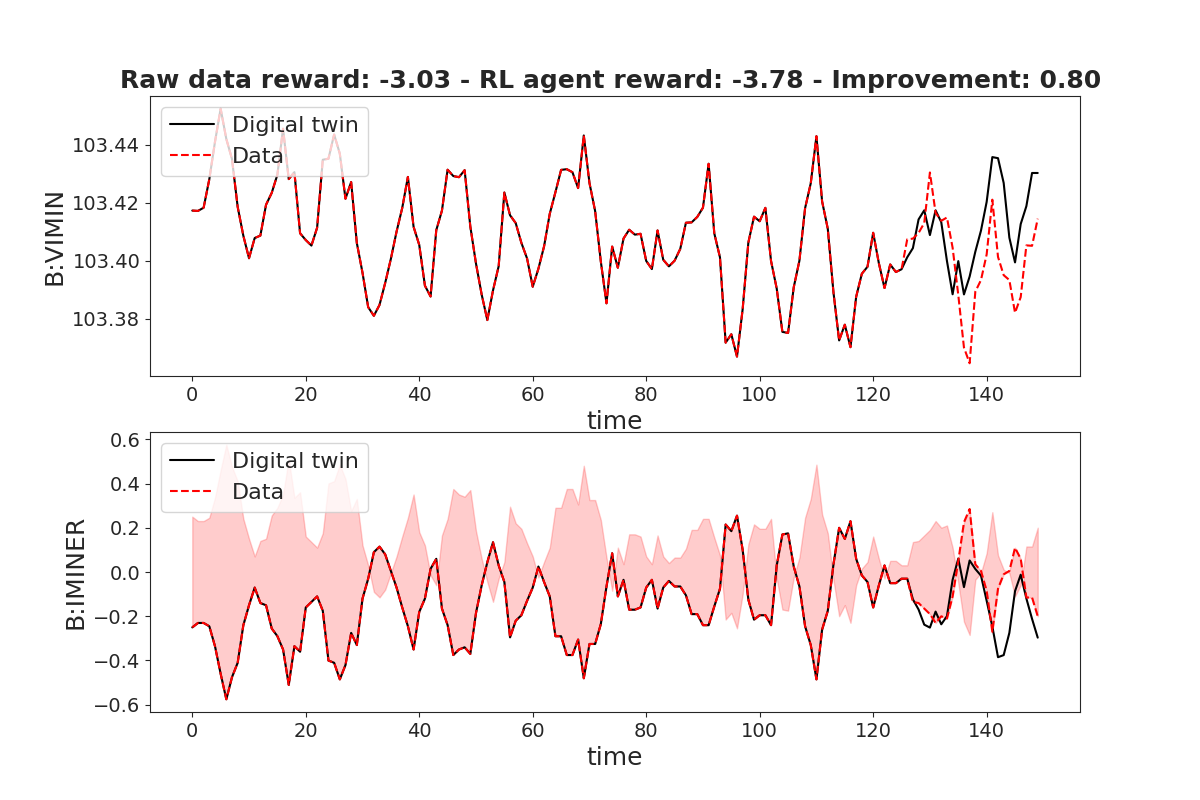 Raw data reward: -3.03 - RL agent reward: -3.78 - Improvement: 0.80
Digital twin
Data
B:VIMIN
103.44
103.42
103.40
103.38
0 20 40 60 80 100 120 140
time
Digital twin
Data
B:IMINER
0.6
0.4
0.2
0.0
−0.2
−0.4
−0.6
0 20 40 60 80 100 120 140
time